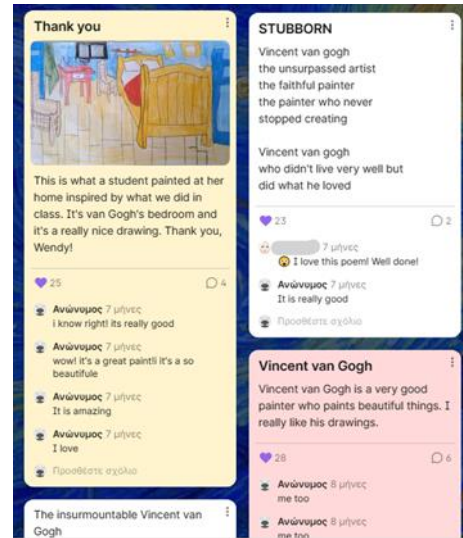 Thank you
This is what a student painted at her
home inspired by what we did in
class. It's van Gogh's bedroom and
it's a really nice drawing. Thank you,
Wendy!
25
4
Ανώνυμος 7 μήνες
i know right! its really good
Ανώνυμος 7 μήνες
wow! it's a great paintli it's a so
beautifule
Ανώνυμος 7 μήνες
It is amazing
Ανώνυμος 7 μήνες
I love
Προσθέστε σχόλιο
The insurmountable Vincent van
Gogh
STUBBORN
Vincent van gogh
the unsurpassed artist
the faithful painter
the painter who never
stopped creating
Vincent van gogh
who didn't live very well but
did what he loved
23
2
7 μήνες
I love this poem! Well done!
Ανώνυμος 7 μήνες
It is really good
Προσθέστε σχόλιο
Vincent van Gogh
Vincent van Gogh is a very good
painter who paints beautiful things. I
really like his drawings.
28
6
Ανώνυμος 8 μήνες
me too
Ανώνυμος 8 μήνες
me too